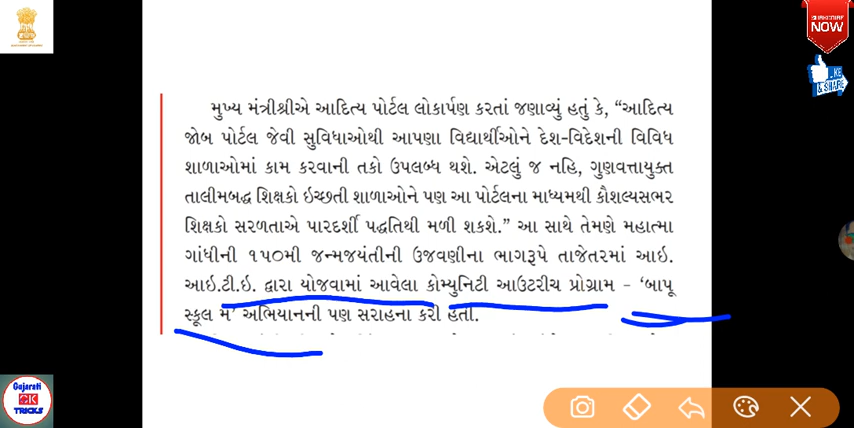 SUBSCRIBE
NOW
LIKE
& SHARE
મુખ્ય મંત્રીશ્રીએ આદિત્ય પોર્ટલ લોકાર્પણ કરતાં જણાવ્યું હતું કે, “આદિત્ય
જોબ પોર્ટલ જેવી સુવિધાઓથી આપણા વિદ્યાર્થીઓને દેશ-વિદેશની વિવિધ
શાળાઓમાં કામ કરવાની તકો ઉપલબ્ધ થશે. એટલું જ નહિ, ગુણવત્તાયુક્ત
તાલીમબદ્ધ શિક્ષકો ઇચ્છતી શાળાઓને પણ આ પોર્ટલના માધ્યમથી કૌશલ્યસભર
શિક્ષકો સરળતાએ પારદર્શી પદ્ધતિથી મળી શકશે.” આ સાથે તેમણે મહાત્મા
ગાંધીની ૧૫૦મી જન્મજયંતીની ઉજવણીના ભાગરૂપે તાજેતરમાં આઇ.
આઇ.ટી.ઇ. દ્વારા યોજવામાં આવેલા કોમ્યુનિટી આઉટરીચ પ્રોગ્રામ – ‘બાપૂ
સ્કૂલ મેં’ અભિયાનની પણ સરાહના કરી હતી.
Gujarati
GK
TRICKS